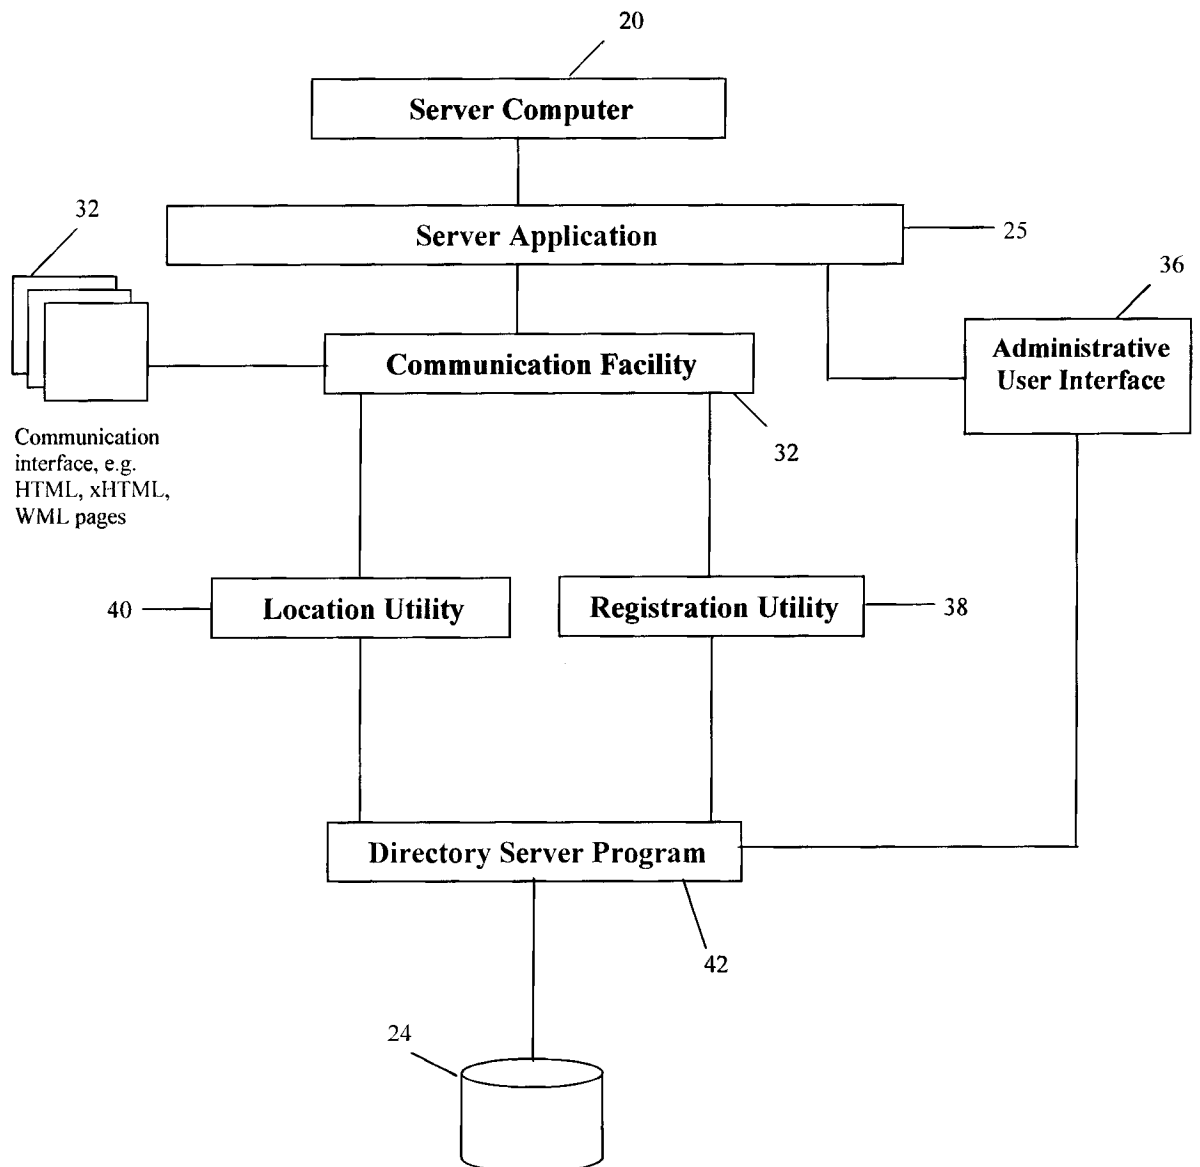 20
Server Computer
32
Server Application
25
36
Administrative
User Interface
Communication Facility
32
Communication
interface, e.g.
HTML, xHTML,
WML pages
40
Location Utility
Registration Utility
38
Directory Server Program
42
24